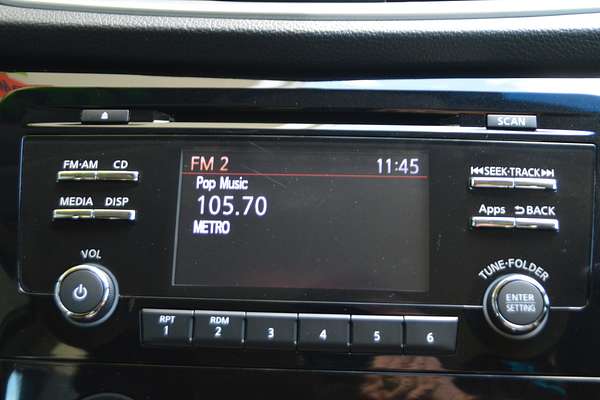 SCAN
FM·AM CD
MEDIA DISP
VOL
FM 2 11:45
Pop Music
105.70
METRO
SEEK·TRACK
Apps BACK
TUNE·FOLDER
ENTER
SETTING
RPT RDM
1 2 3 4 5 6